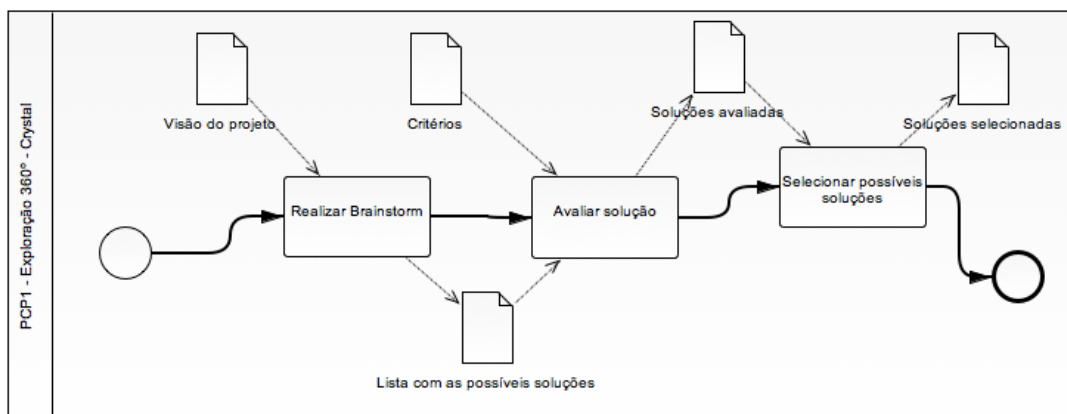 PCP1 - Exploração 360º - Crystal
Visão do projeto
Critérios
Soluções avaliadas
Soluções selecionadas
Realizar Brainstorm
Avaliar solução
Selecionar possíveis
soluções
Lista com as possíveis soluções